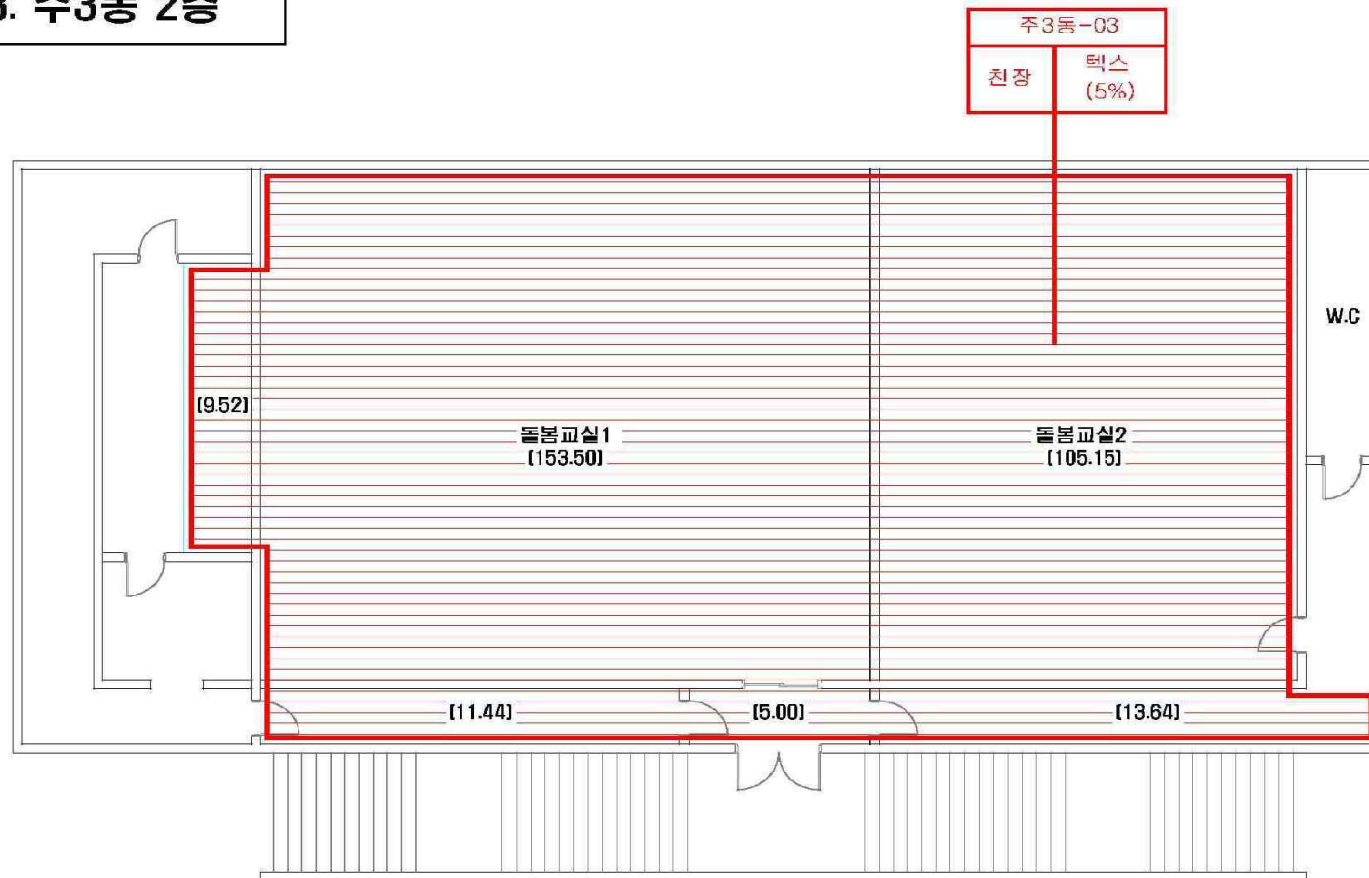 3. 주3동 2층
주3동-03
천장
텍스
(5%)
W.C
(9.52)
돌봄교실1
(153.50)
돌봄교실2
(105.15)
(11.44)
(5.00)
(13.64)